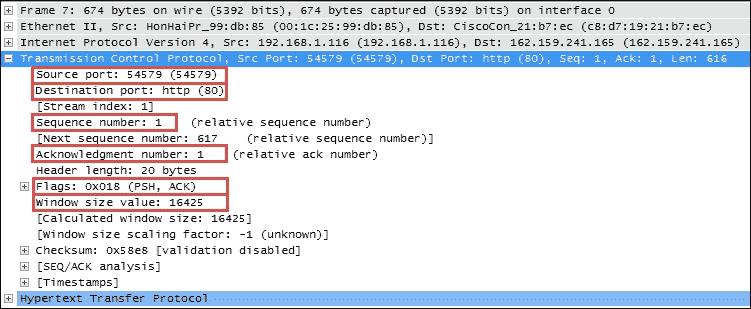 Frame 7: 674 bytes on wire (5392 bits), 674 bytes captured (5392 bits) on interface 0
Ethernet II, Src: HonHaiPr_99:db:85 (00:1c:25:99:db:85), Dst: CiscoCon_21:b7:ec (c8:d7:19:21:b7:ec)
Internet Protocol Version 4, Src: 192.168.1.116 (192.168.1.116), Dst: 162.159.241.165 (162.159.241.165)
Transmission Control Protocol, Src Port: 54579 (54579), Dst Port: http (80), Seq: 1, Ack: 1, Len: 616
Source port: 54579 (54579)
Destination port: http (80)
[Stream index: 1]
Sequence number: 1 (relative sequence number)
[Next sequence number: 617 (relative sequence number)]
Acknowledgment number: 1 (relative ack number)
Header length: 20 bytes
Flags: 0x018 (PSH, ACK)
Window size value: 16425
[Calculated window size: 16425]
[Window size scaling factor: -1 (unknown)]
Checksum: 0x58e8 [validation disabled]
[SEQ/ACK analysis]
[Timestamps]
Hypertext Transfer Protocol